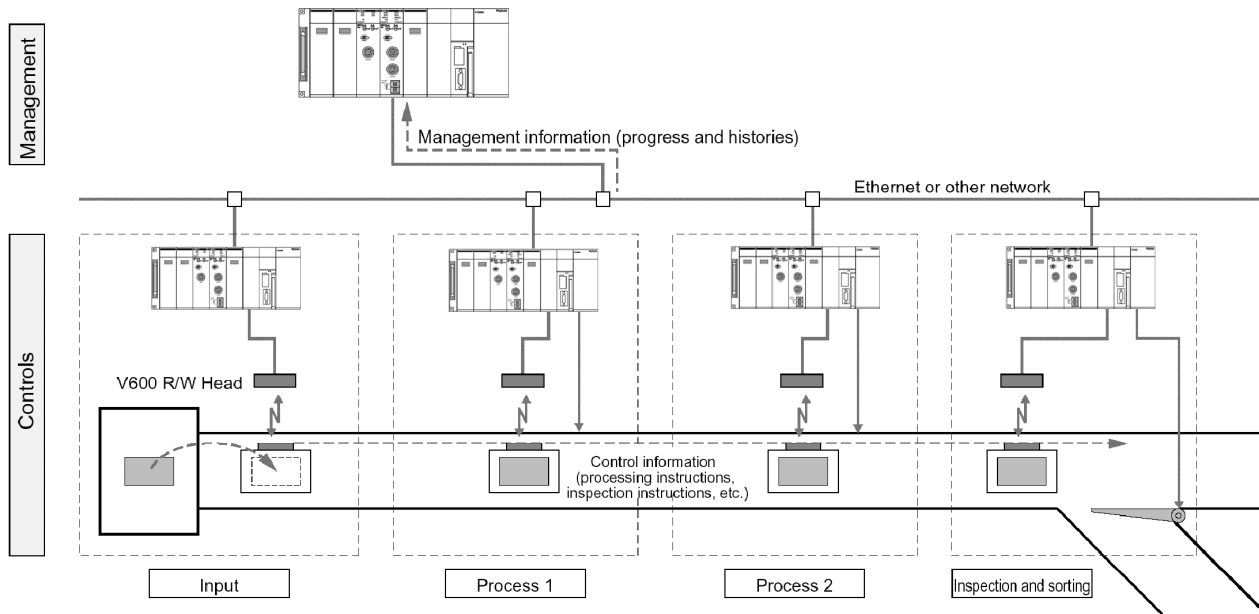 Management
Management information (progress and histories)
Ethernet or other network
Controls
V600 R/W Head
Control information
(processing instructions,
inspection instructions, etc.)
Input
Process 1
Process 2
Inspection and sorting